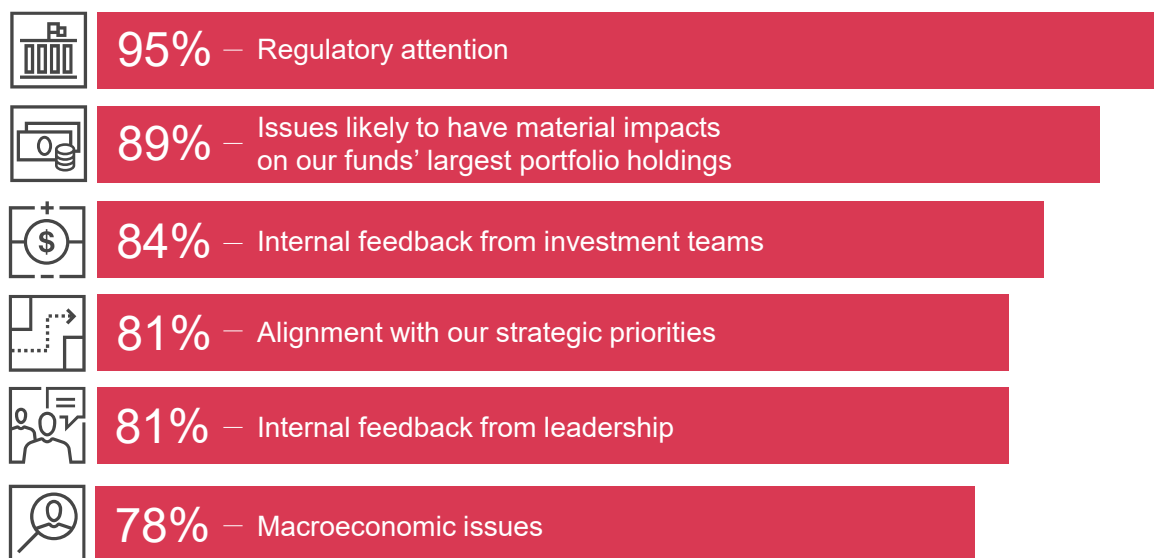 95% – Regulatory attention
89% – Issues likely to have material impacts
on our funds’ largest portfolio holdings
84% – Internal feedback from investment teams
$
81% – Alignment with our strategic priorities
81% – Internal feedback from leadership
78% – Macroeconomic issues